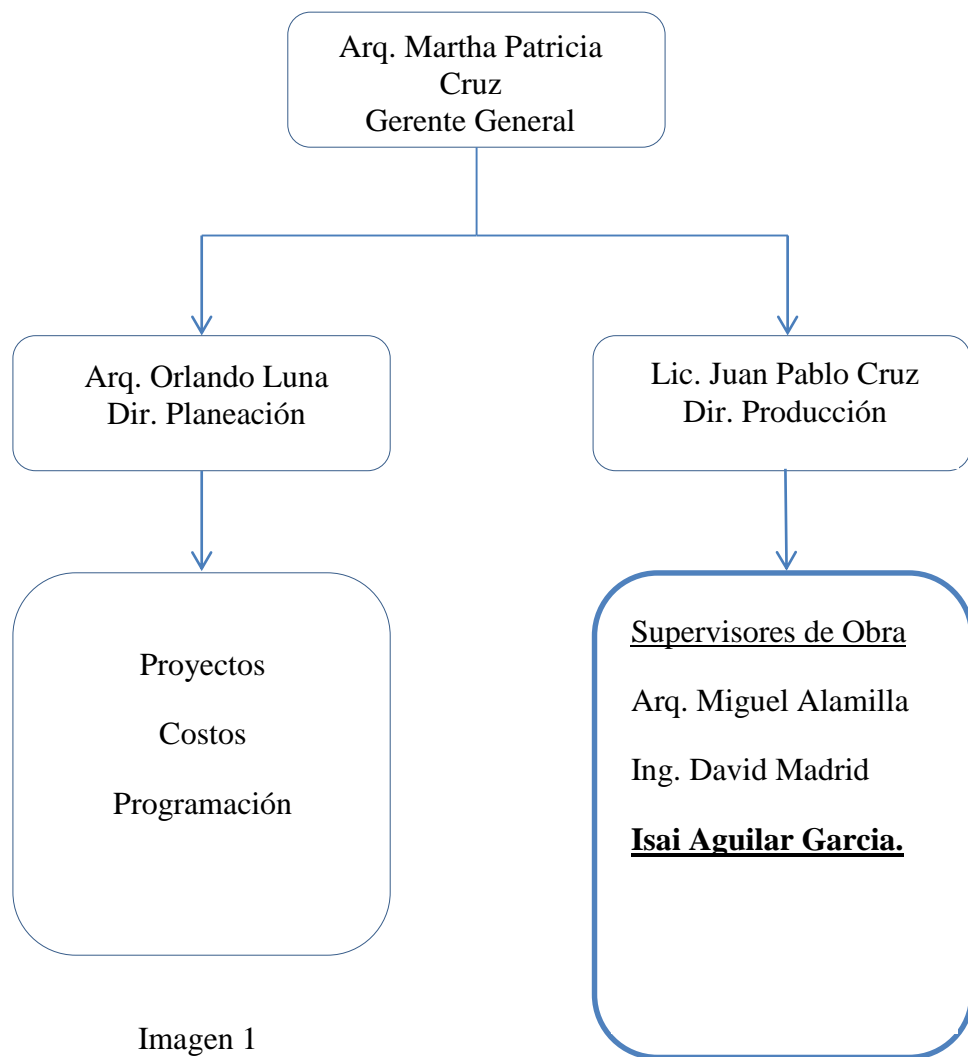 Arq. Martha Patricia
Cruz
Gerente General
Arq. Orlando Luna
Dir. Planeación
Lic. Juan Pablo Cruz
Dir. Producción
Proyectos
Costos
Programación
Supervisores de Obra
Arq. Miguel Alamilla
Ing. David Madrid
Isai Aguilar Garcia.
Imagen 1